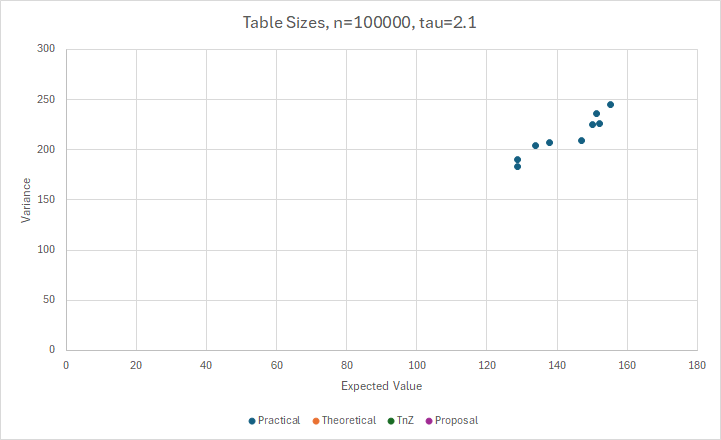 Table Sizes, n=100000, tau=2.1
300
250
200
150
100
50
0
Variance
0 20 40 60 80 100 120 140 160 180
Expected Value
Practical Theoretical TnZ Proposal